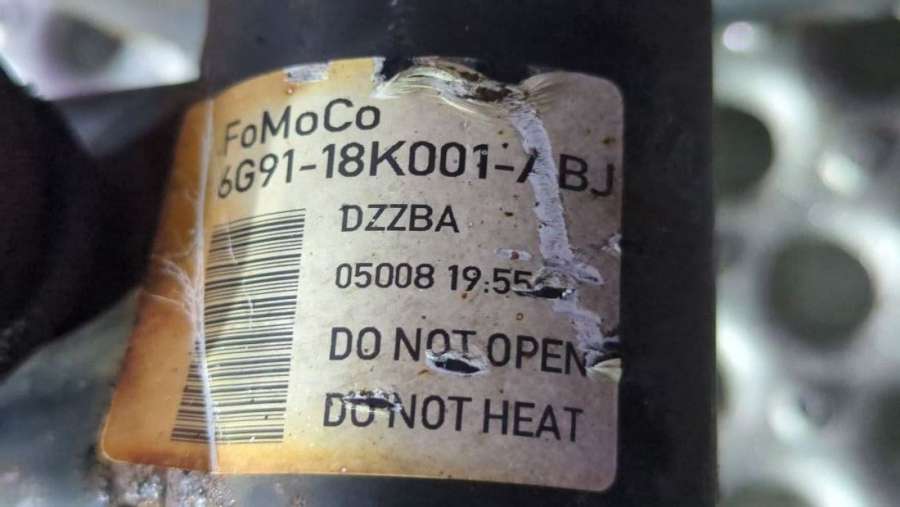 FoMoCo
6G91-18K001-ABJ
DZZBA
05008 19:55
DO NOT OPEN
DO NOT HEAT